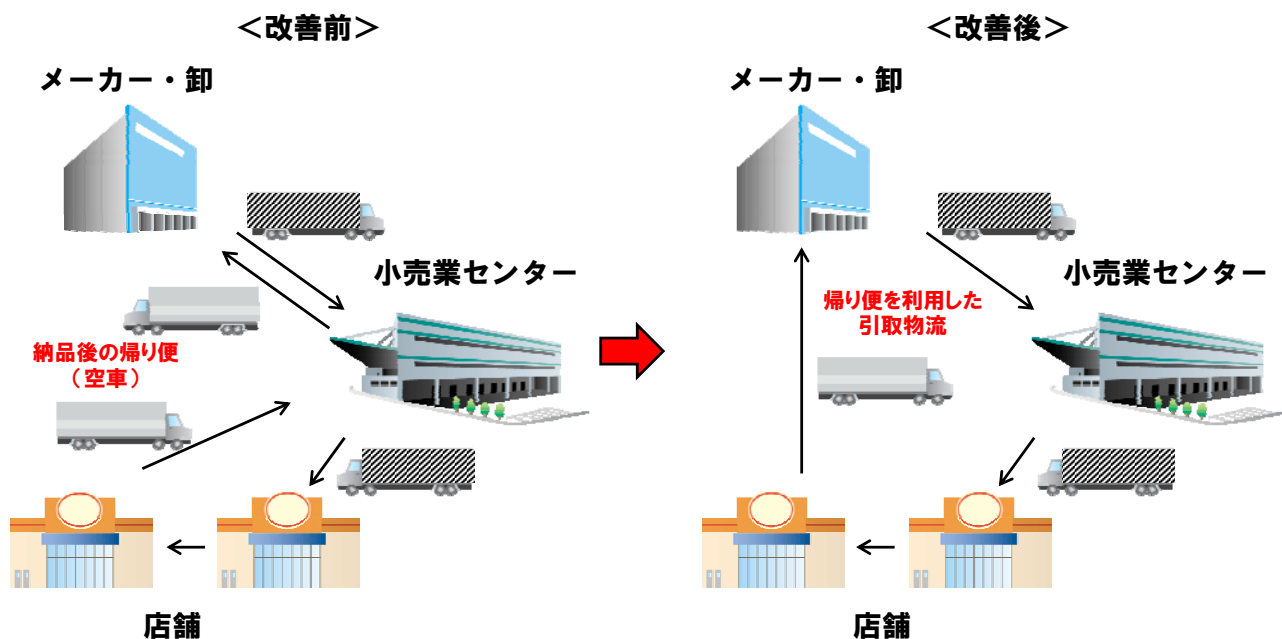 ＜改善前＞
メーカー・卸
小売業センター
納品後の帰り便
（空車）
店舗
＜改善後＞
メーカー・卸
小売業センター
帰り便を利用した
引取物流
店舗